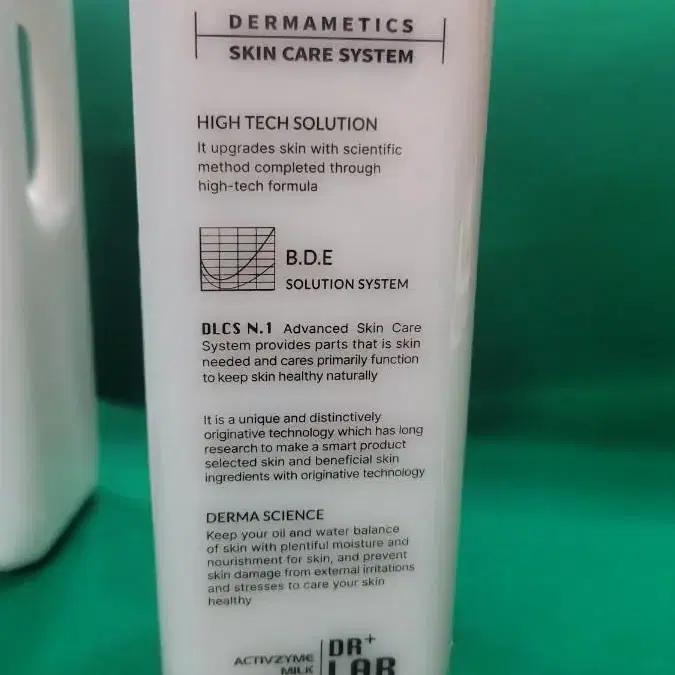 DERMAMETICS
SKIN CARE SYSTEM
HIGH TECH SOLUTION
It upgrades skin with scientific
method completed through
high-tech formula
B.D.E
SOLUTION SYSTEM
DLCS N.1 Advanced Skin Care
System provides parts that is skin
needed and cares primarily function
to keep skin healthy naturally
It is a unique and distinctively
originative technology which has long
research to make a smart product
selected skin and beneficial skin
ingredients with originative technology
DERMA SCIENCE
Keep your oil and water balance
of skin with plentiful moisture and
nourishment for skin, and prevent
skin damage from external irritations
and stresses to care your skin
healthy
ACTIVZYME
MILK
DR+
LAB